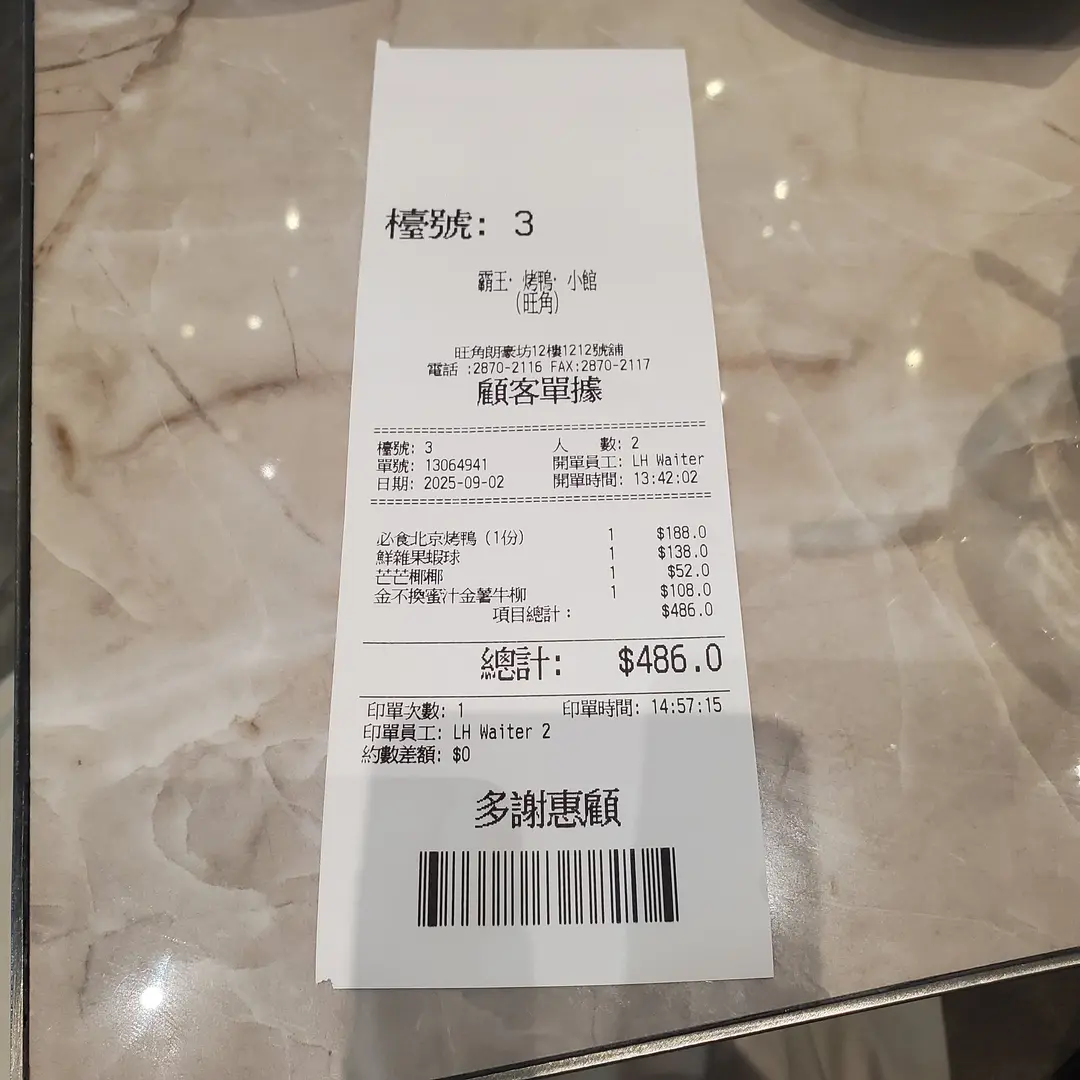 檯號: 3
霸王· 烤鴨· 小館
(旺角)
旺角朗豪坊12樓1212號舖
電話 :2870-2116 FAX:2870-2117
顧客單據
檯號: 3 人 數: 2
單號: 13064941 開單員工: LH Waiter
日期: 2025-09-02 開單時間: 13:42:02
必食北京烤鴨 (1份) 1 $188.0
鮮雜果蝦球 1 $138.0
芒芒椰椰 1 $52.0
金不換蜜汁金薯牛柳 1 $108.0
項目總計: $486.0
總計: $486.0
印單次數: 1 印單時間: 14:57:15
印單員工: LH Waiter 2
約數差額: $0
多謝惠顧